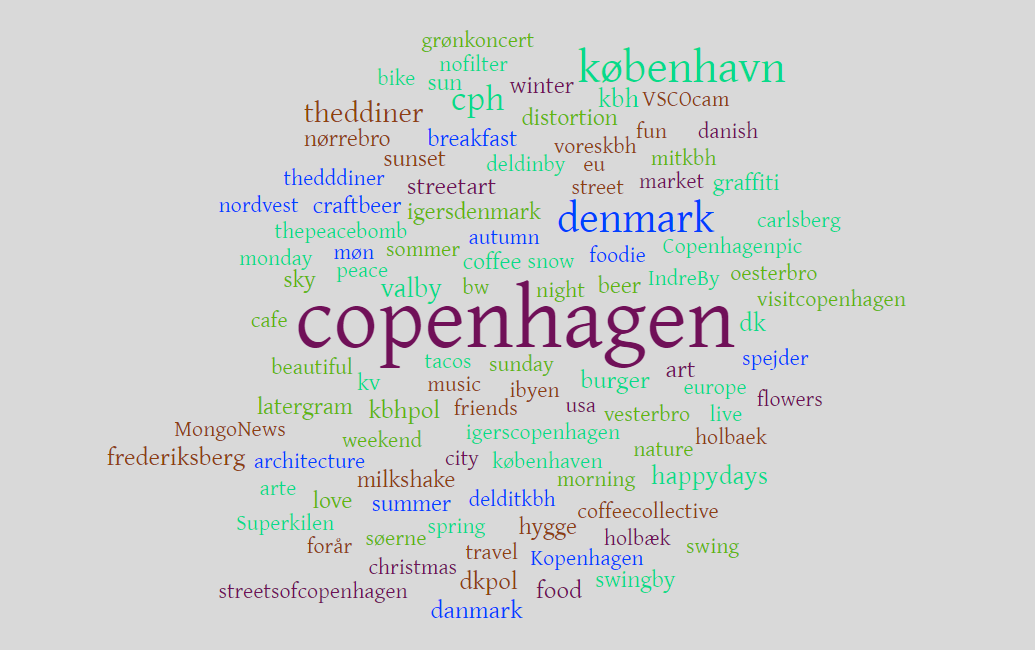 grønkoncert
nofilter københavn
bike sun winter
cph kbh VSCOcam
theddiner distortion
nørrebro breakfast fun danish
voreskbh
sunset deldinby eu mitkbh
thedddiner streetart street market graffiti
nordvest craftbeer igersdenmark denmark carlsberg
thepeacebomb autumn
monday møn sommer foodie Copenhagenpic
sky peace coffee snow oesterbro
valby bw night beer IndreBy
visitcopenhagen
cafe copenhagen dk
beautiful tacos sunday art spejder
kv music ibyen burger europe
latergram kbhpol friends usa vesterbro live flowers
MongoNews weekend igerscopenhagen holbaek
frederiksberg architecture city københaven nature
arte milkshake morning happydays
love summer delditkbh coffeecollective
Superkilen spring hygge
forår søerne travel holbæk swing
christmas Kopenhagen
streetsofcopenhagen dkpol food swingby
danmark